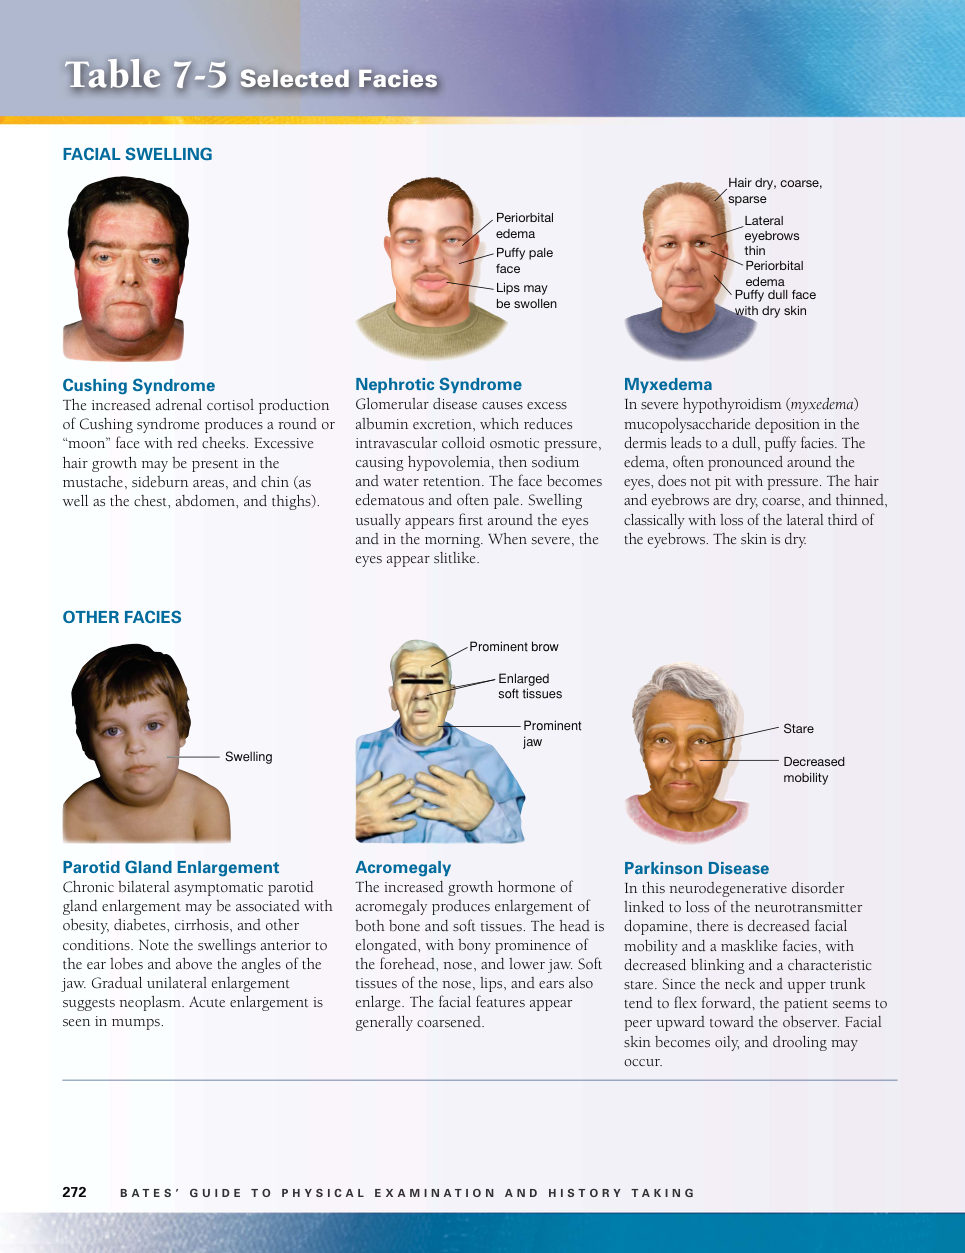 Table 7-5 Selected Facies
FACIAL SWELLING
Periorbital
edema
Puffy pale
face
Lips may
be swollen
Hair dry, coarse,
sparse
Lateral
eyebrows
thin
Periorbital
edema
Puffy dull face
with dry skin
Cushing Syndrome
The increased adrenal cortisol production
of Cushing syndrome produces a round or
“moon” face with red cheeks. Excessive
hair growth may be present in the
mustache, sideburn areas, and chin (as
well as the chest, abdomen, and thighs).
Nephrotic Syndrome
Glomerular disease causes excess
albumin excretion, which reduces
intravascular colloid osmotic pressure,
causing hypovolemia, then sodium
and water retention. The face becomes
edematous and often pale. Swelling
usually appears first around the eyes
and in the morning. When severe, the
eyes appear slitlike.
Myxedema
In severe hypothyroidism (myxedema)
mucopolysaccharide deposition in the
dermis leads to a dull, puffy facies. The
edema, often pronounced around the
eyes, does not pit with pressure. The hair
and eyebrows are dry, coarse, and thinned,
classically with loss of the lateral third of
the eyebrows. The skin is dry.
OTHER FACIES
Swelling
Prominent brow
Enlarged
soft tissues
Prominent
jaw
Stare
Decreased
mobility
Parotid Gland Enlargement
Chronic bilateral asymptomatic parotid
gland enlargement may be associated with
obesity, diabetes, cirrhosis, and other
conditions. Note the swellings anterior to
the ear lobes and above the angles of the
jaw. Gradual unilateral enlargement
suggests neoplasm. Acute enlargement is
seen in mumps.
Acromegaly
The increased growth hormone of
acromegaly produces enlargement of
both bone and soft tissues. The head is
elongated, with bony prominence of
the forehead, nose, and lower jaw. Soft
tissues of the nose, lips, and ears also
enlarge. The facial features appear
generally coarsened.
Parkinson Disease
In this neurodegenerative disorder
linked to loss of the neurotransmitter
dopamine, there is decreased facial
mobility and a masklike facies, with
decreased blinking and a characteristic
stare. Since the neck and upper trunk
tend to flex forward, the patient seems to
peer upward toward the observer. Facial
skin becomes oily, and drooling may
occur.
272 BATES’ GUIDE TO PHYSICAL EXAMINATION AND HISTORY TAKING